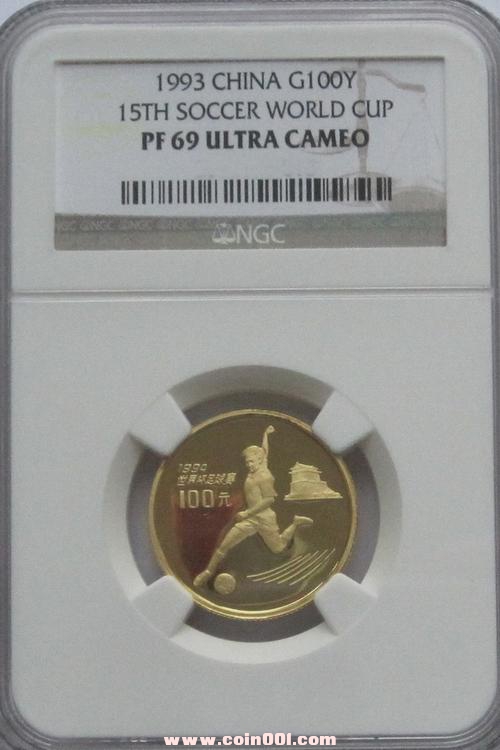 1993 CHINA G100Y
15TH SOCCER WORLD CUP
PF 69 ULTRA CAMEO
NGC
1994
世界杯足球赛
100元
www.coin001.com